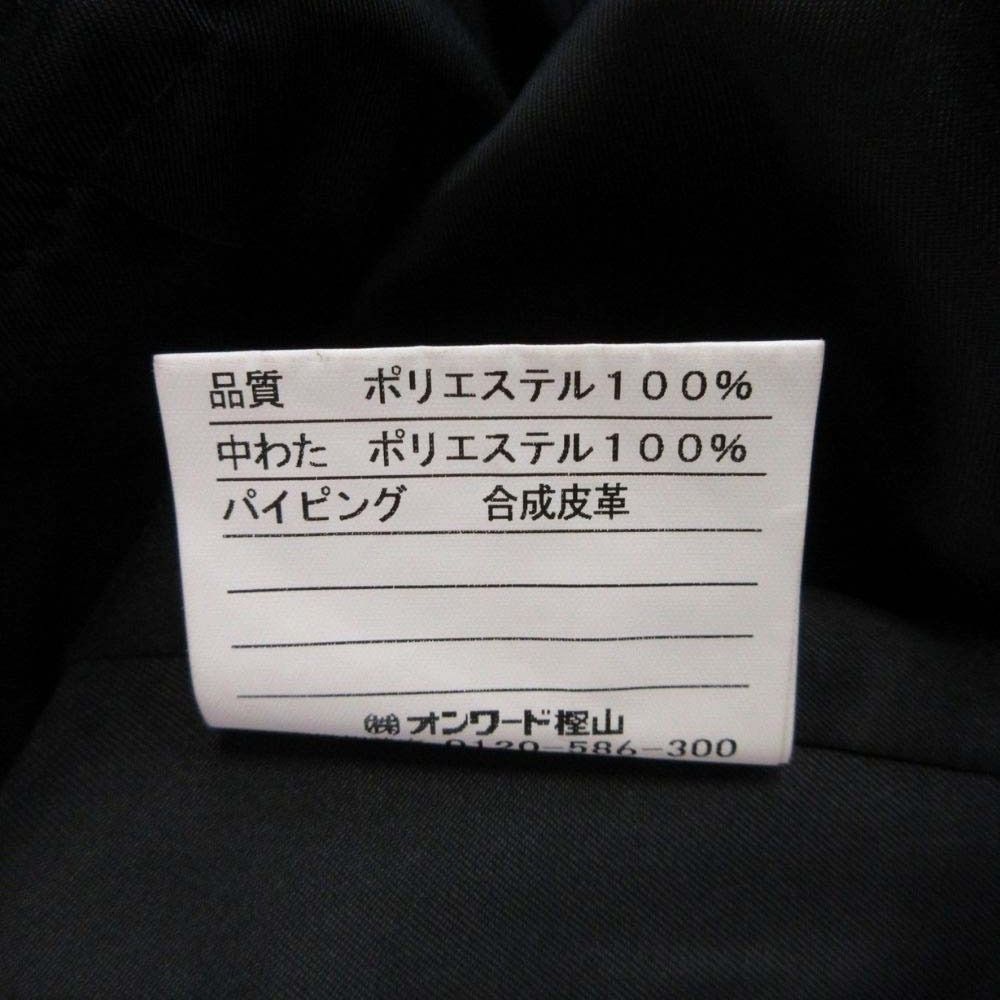 品質 ポリエステル100%
中わた ポリエステル100%
パイピング 合成皮革
㈱オンワード樫山
0120-586-300